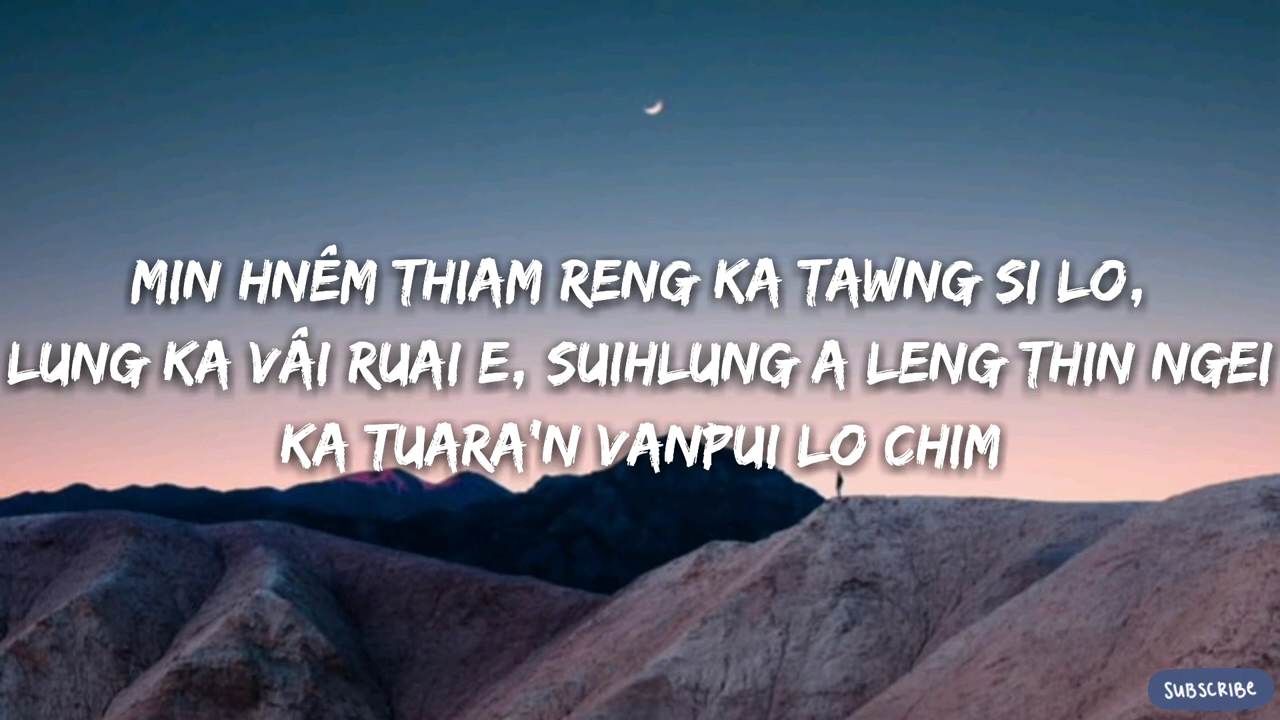 MIN HNÊM THIAM RENG KA TAWNG SI LO,
LUNG KA VÂI RUAI E, SUIHLUNG A LENG THIN NGEI
KA TUARA'N VANPUI LO CHIM
SUBSCRIBE